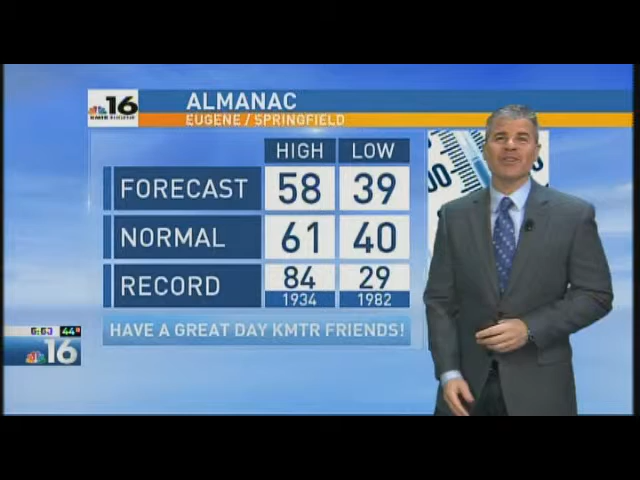 16
KMTR EUGENE
ALMANAC
EUGENE / SPRINGFIELD
HIGH LOW
FORECAST 58 39
NORMAL 61 40
RECORD 84 29
1934 1982
HAVE A GREAT DAY KMTR FRIENDS!
44
16